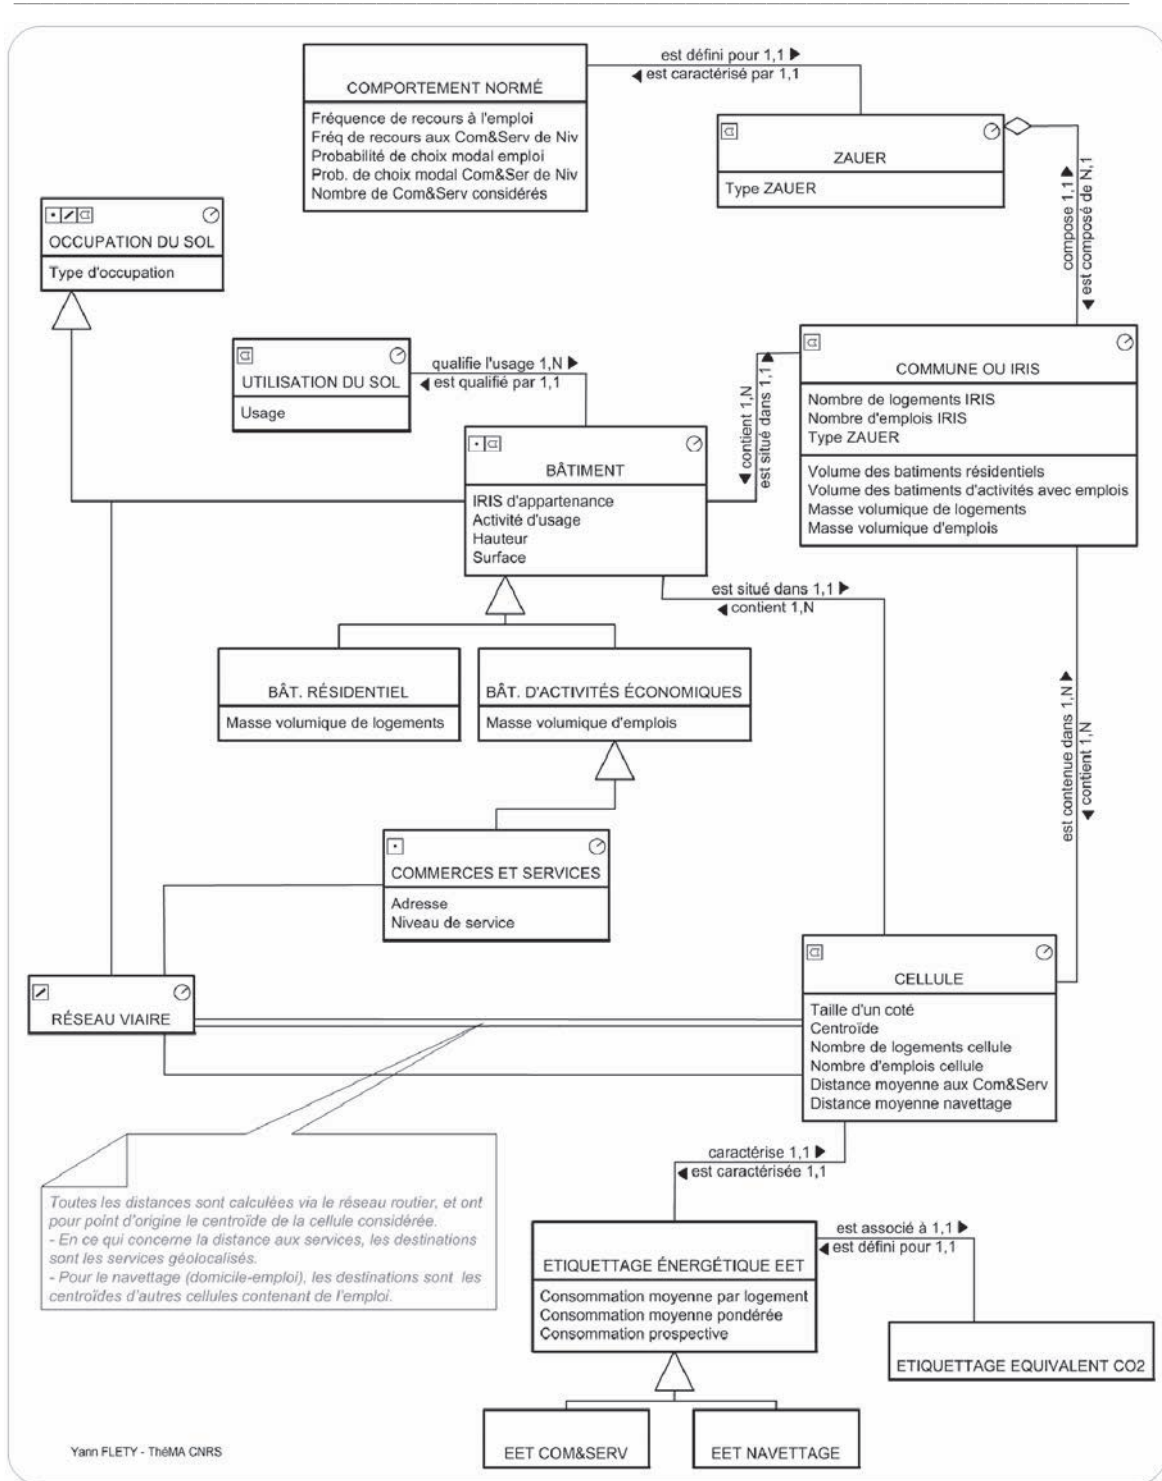 est défini pour 1,1 ▶
◀ est caractérisé par 1,1
COMPORTEMENT NORMÉ
Fréquence de recours à l'emploi
Fréq de recours aux Com&Serv de Niv
Probabilité de choix modal emploi
Prob. de choix modal Com&Ser de Niv
Nombre de Com&Serv considérés
ZAUER
Type ZAUER
compose 1,1 ▶
◀ est composé de N,1
OCCUPATION DU SOL
Type d'occupation
UTILISATION DU SOL
Usage
qualifie l'usage 1,N ▶
◀ est qualifié par 1,1
◀ contient 1,N
est situé dans 1,1 ▶
COMMUNE OU IRIS
Nombre de logements IRIS
Nombre d'emplois IRIS
Type ZAUER
Volume des batiments résidentiels
Volume des batiments d'activités avec emplois
Masse volumique de logements
Masse volumique d'emplois
BÂTIMENT
IRIS d'appartenance
Activité d'usage
Hauteur
Surface
est situé dans 1,1 ▶
◀ contient 1,N
BÂT. RÉSIDENTIEL
Masse volumique de logements
BÂT. D'ACTIVITÉS ÉCONOMIQUES
Masse volumique d'emplois
est contenue dans 1,N ▶
◀ contient 1,N
COMMERCES ET SERVICES
Adresse
Niveau de service
RÉSEAU VIAIRE
CELLULE
Taille d'un coté
Centroïde
Nombre de logements cellule
Nombre d'emplois cellule
Distance moyenne aux Com&Serv
Distance moyenne navettage
caractérise 1,1 ▶
◀ est caractérisée 1,1
Toutes les distances sont calculées via le réseau routier, et ont
pour point d'origine le centroïde de la cellule considérée.
- En ce qui concerne la distance aux services, les destinations
sont les services géolocalisés.
- Pour le navettage (domicile-emploi), les destinations sont les
centroïdes d'autres cellules contenant de l'emploi.
ETIQUETTAGE ÉNERGÉTIQUE EET
Consommation moyenne par logement
Consommation moyenne pondérée
Consommation prospective
est associé à 1,1 ▶
◀ est défini pour 1,1
ETIQUETTAGE EQUIVALENT CO2
EET COM&SERV
EET NAVETTAGE
Yann FLETY - ThéMA CNRS